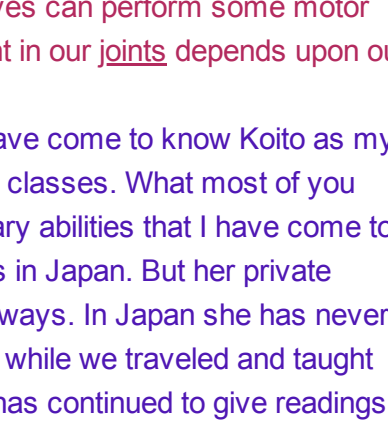 ves can perform some motor
t in our joints depends upon ou
ave come to know Koito as my
classes. What most of you
ary abilities that I have come to
s in Japan. But her private
ways. In Japan she has never
while we traveled and taught
has continued to give readings